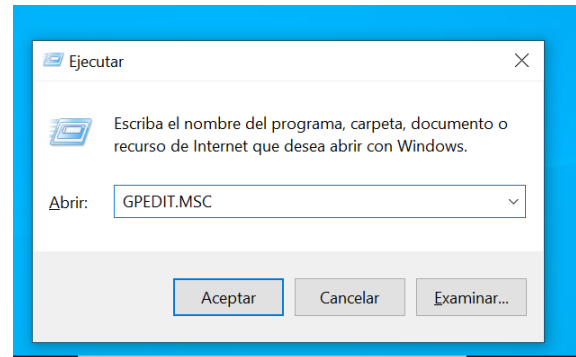 Ejecutar
Escriba el nombre del programa, carpeta, documento o
recurso de Internet que desea abrir con Windows.
Abrir:
GPEDIT.MSC
Aceptar
Cancelar
Examinar...